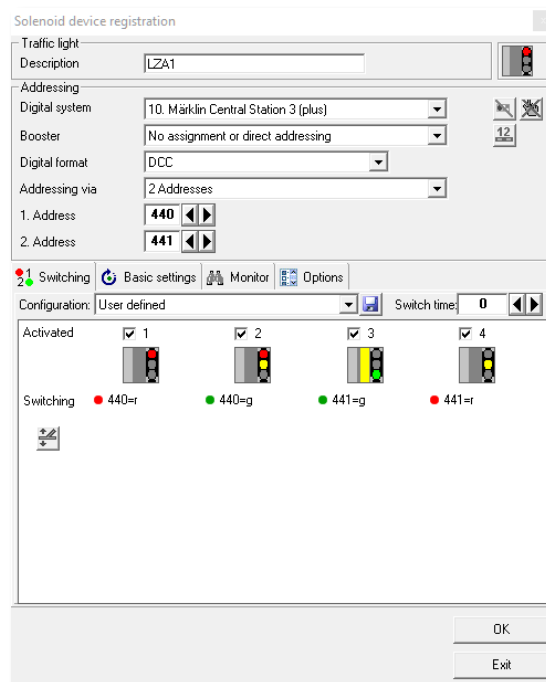 Solenoid device registration
Traffic light
Description LZA1
Addressing
Digital system 10. Märklin Central Station 3 (plus)
Booster No assignment or direct addressing
12
Digital format DCC
Addressing via 2 Addresses
1. Address 440
2. Address 441
1 2 Switching Basic settings Monitor Options
Configuration: User defined Switch time: 0
Activated 1 2 3 4
Switching 440=r 440=g 441=g 441=r
OK
Exit